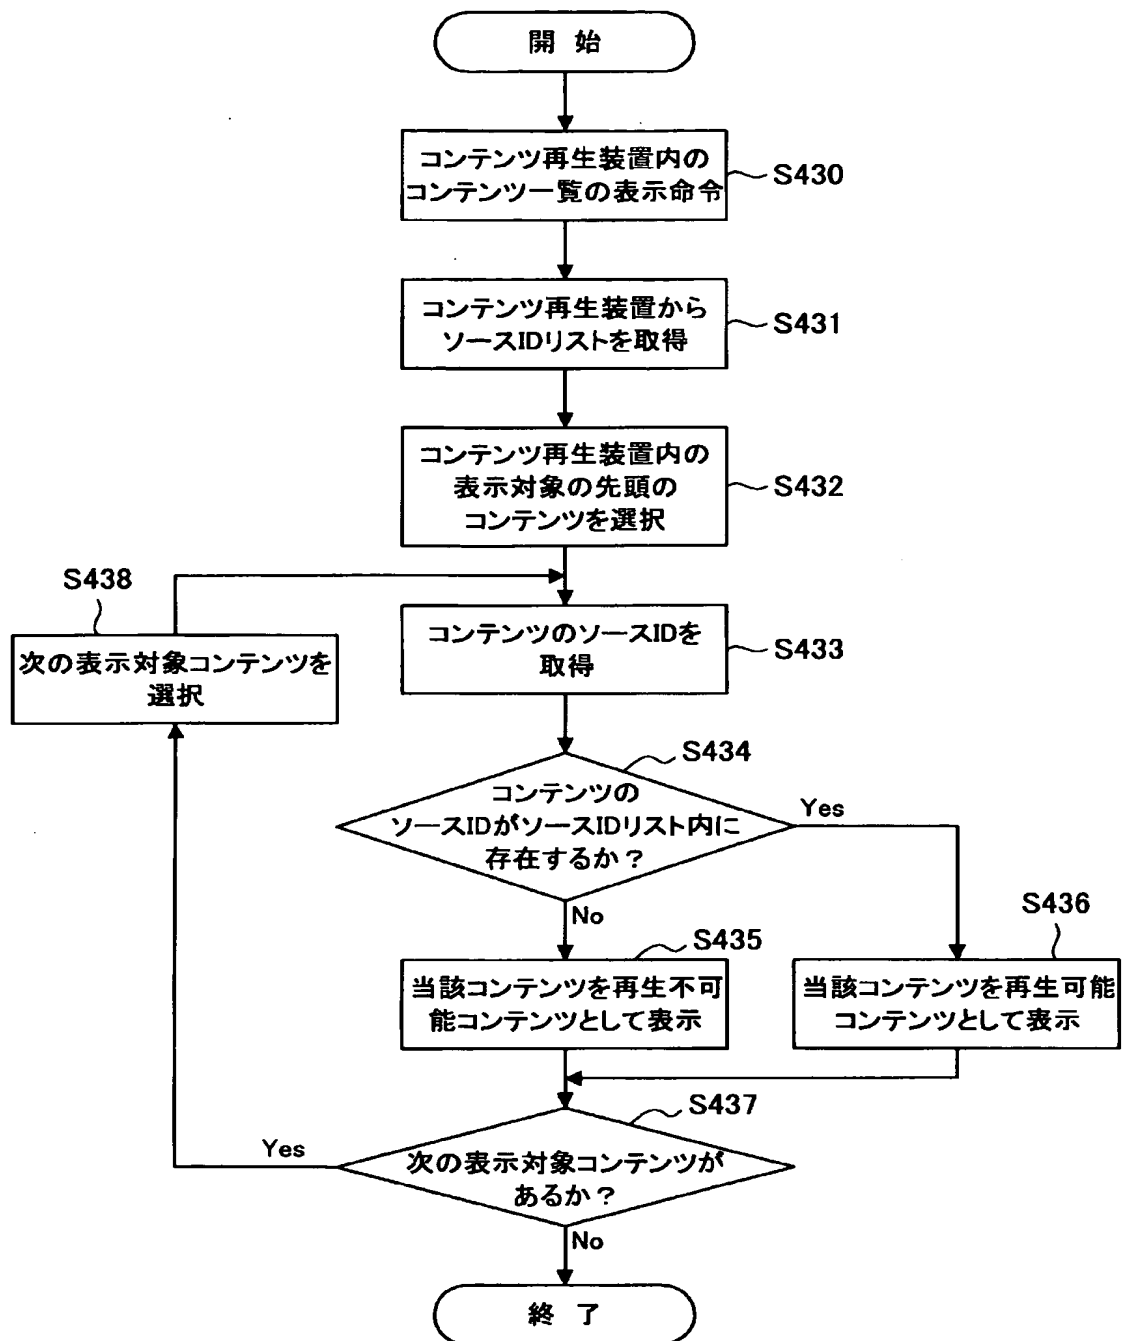 開 始
コンテンツ再生装置内の
コンテンツ一覧の表示命令
S430
コンテンツ再生装置から
ソースIDリストを取得
S431
コンテンツ再生装置内の
表示対象の先頭の
コンテンツを選択
S432
S438
次の表示対象コンテンツを
選択
コンテンツのソースIDを
取得
S433
S434
コンテンツの
ソースIDがソースIDリスト内に
存在するか？
Yes
No
S435
当該コンテンツを再生不可
能コンテンツとして表示
S436
当該コンテンツを再生可能
コンテンツとして表示
S437
Yes
次の表示対象コンテンツが
あるか？
No
終 了